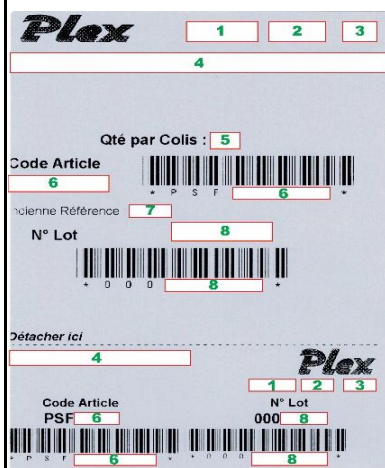 Plex 1 2 3
4
Qté par Colis : 5
Code Article
6
* P S F 6 *
ncienne Référence 7
N° Lot 8
* 0 0 0 8 *
Détacher ici
4
Plex
1 2 3
Code Article N° Lot
PSF 6 000 8
* P S F 6 * * 0 0 0 8 *